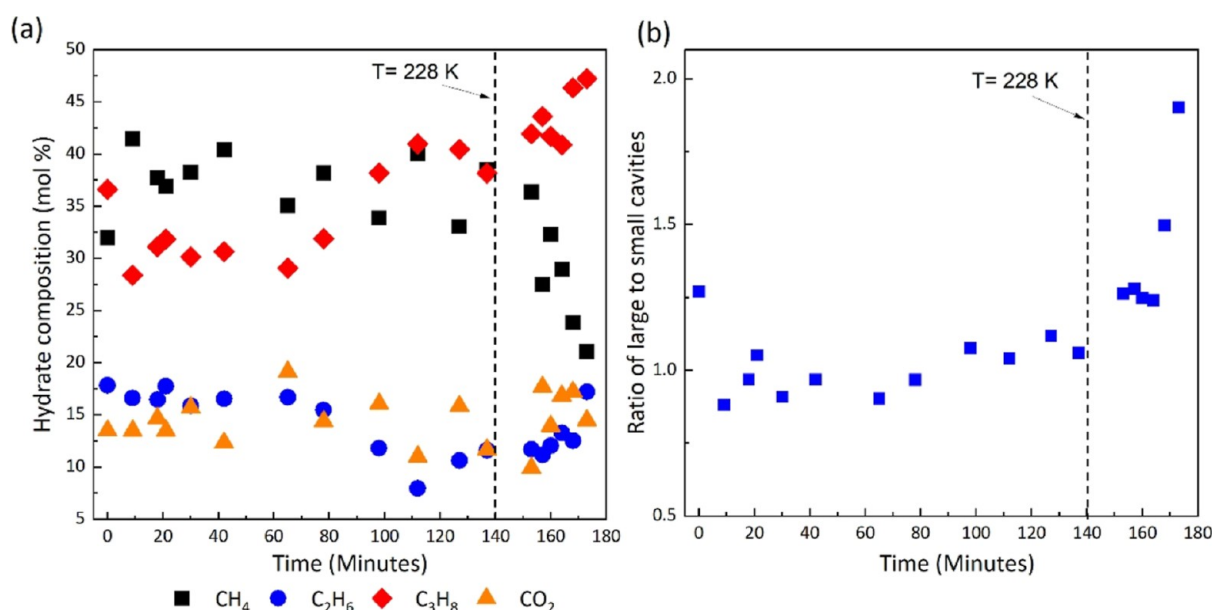 (a)
50
45
40
35
30
25
20
15
10
5
Hydrate composition (mol %)
T= 228 K
0 20 40 60 80 100 120 140 160 180
Time (Minutes)
CH₄ C₂H₆ C₃H₈ CO₂
(b)
2.0
1.5
1.0
0.5
Ratio of large to small cavities
T= 228 K
0 20 40 60 80 100 120 140 160 180
Time (Minutes)